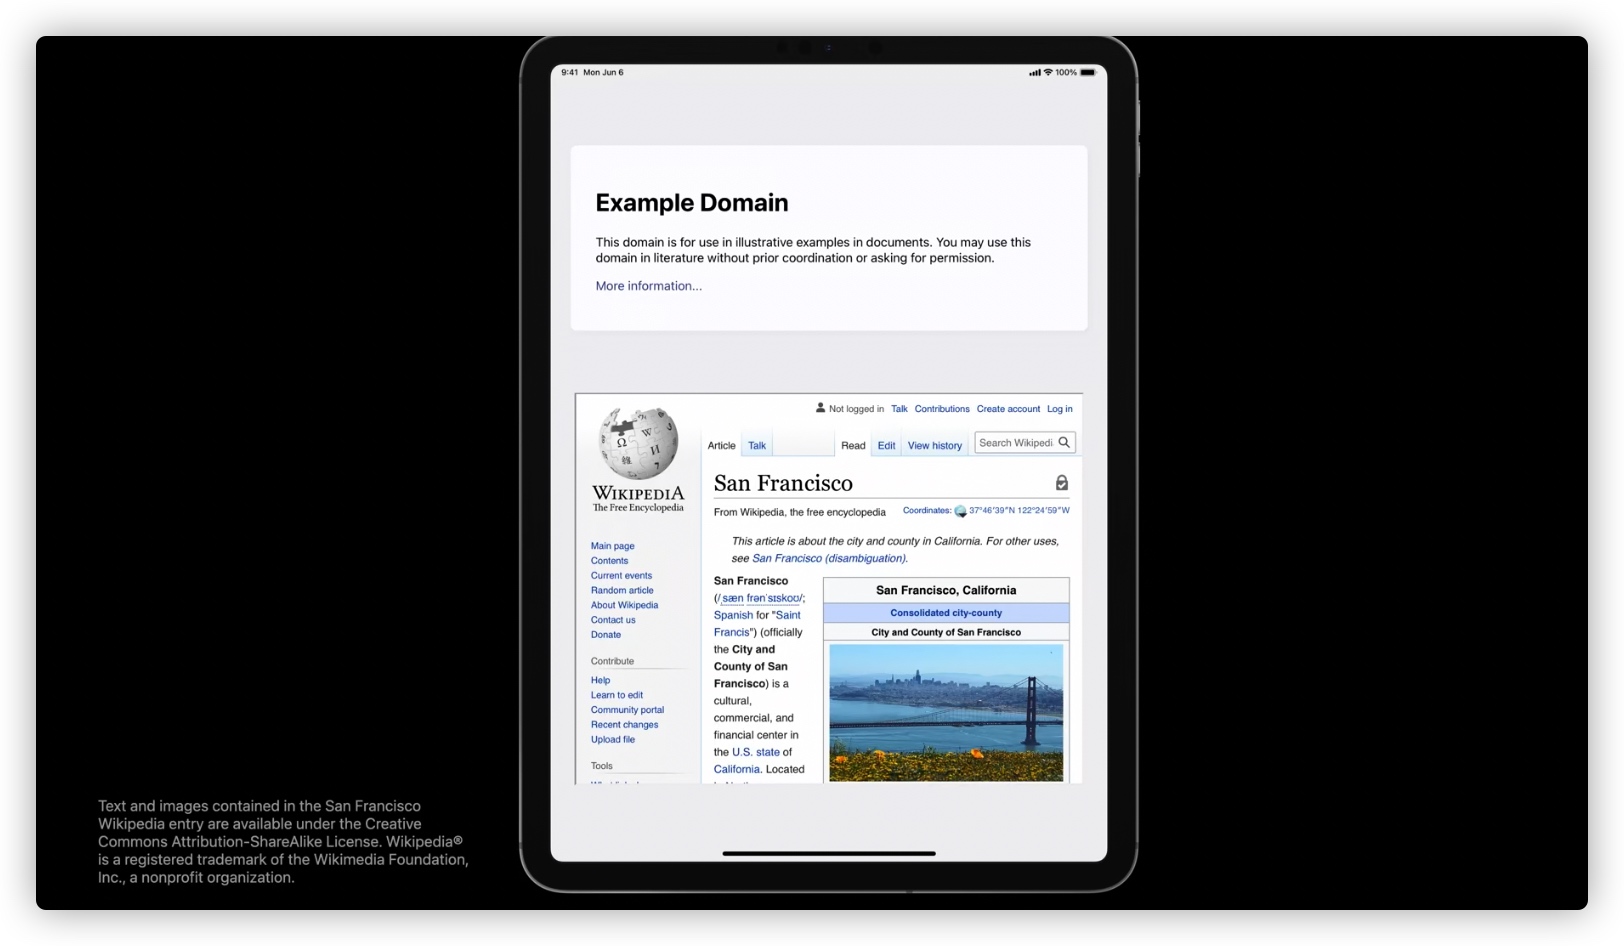 9:41 Mon Jun 6
100%
Example Domain
This domain is for use in illustrative examples in documents. You may use this
domain in literature without prior coordination or asking for permission.
More information...
Not logged in Talk Contributions Create account Log in
Article Talk Read Edit View history Search Wikipedi
WIKIPEDIA
The Free Encyclopedia
Main page
Contents
Current events
Random article
About Wikipedia
Contact us
Donate
Contribute
Help
Learn to edit
Community portal
Recent changes
Upload file
Tools
San Francisco
From Wikipedia, the free encyclopedia
Coordinates: 37°46′39″N 122°24′59″W
This article is about the city and county in California. For other uses,
see San Francisco (disambiguation).
San Francisco
(/ˌsæn frənˈsɪskoʊ/;
Spanish for "Saint
Francis") (officially
the City and
County of San
Francisco) is a
cultural,
commercial, and
financial center in
the U.S. state of
California. Located
San Francisco, California
Consolidated city-county
City and County of San Francisco
Text and images contained in the San Francisco
Wikipedia entry are available under the Creative
Commons Attribution-ShareAlike License. Wikipedia®
is a registered trademark of the Wikimedia Foundation,
Inc., a nonprofit organization.